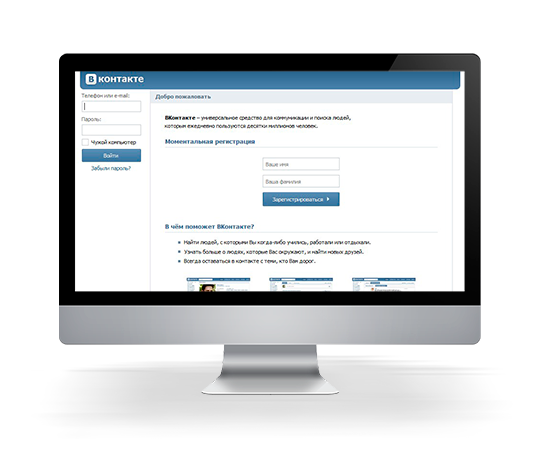 В контакте
Телефон или e-mail:
Пароль:
Чужой компьютер
Войти
Забыли пароль?
Добро пожаловать
ВКонтакте – универсальное средство для коммуникации и поиска людей,
которым ежедневно пользуются десятки миллионов человек.
Моментальная регистрация
Ваше имя
Ваша фамилия
Зарегистрироваться
В чём поможет ВКонтакте?
Найти людей, с которыми Вы когда-либо учились, работали или отдыхали.
Узнать больше о людях, которые Вас окружают, и найти новых друзей.
Всегда оставаться в контакте с теми, кто Вам дорог.